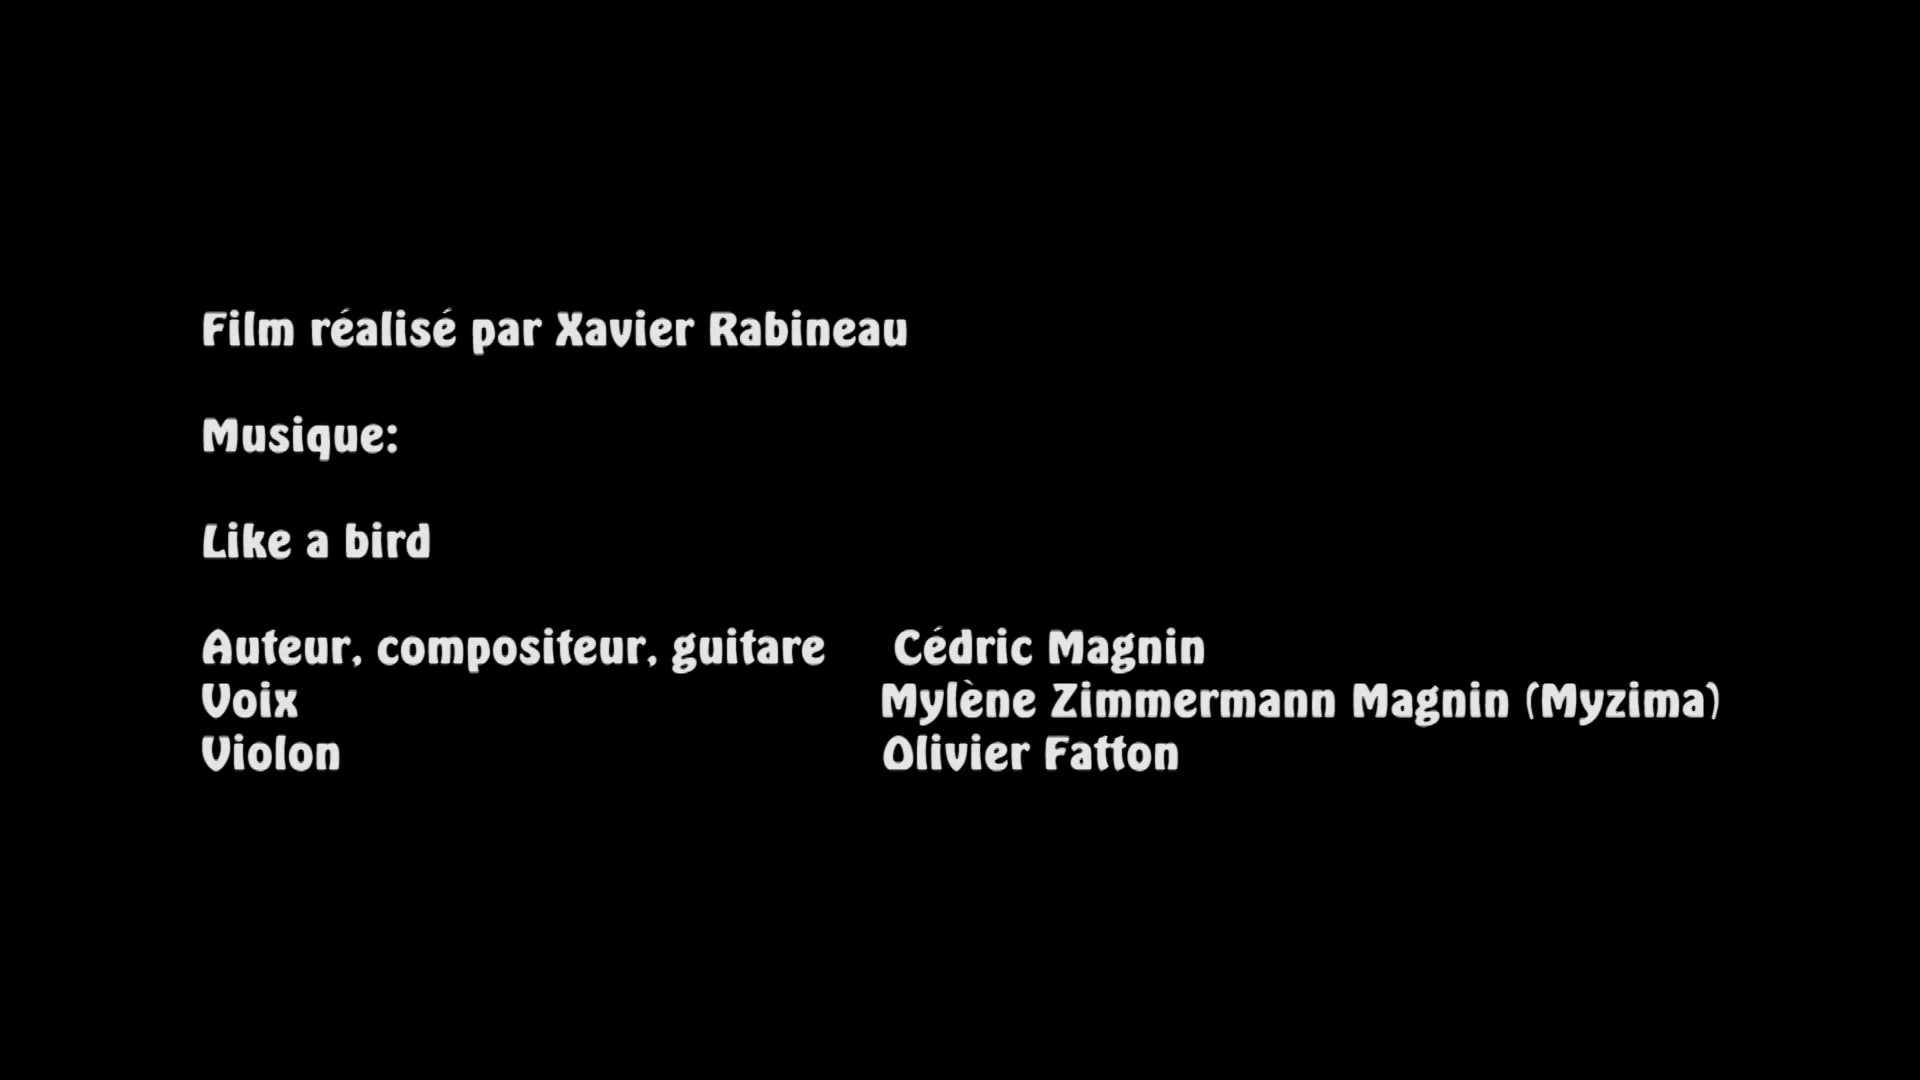 Film réalisé par Xavier Rabineau
Musique:
Like a bird
Auteur, compositeur, guitare Cédric Magnin
Voix Mylène Zimmermann Magnin (Myzima)
Violon Olivier Fatton